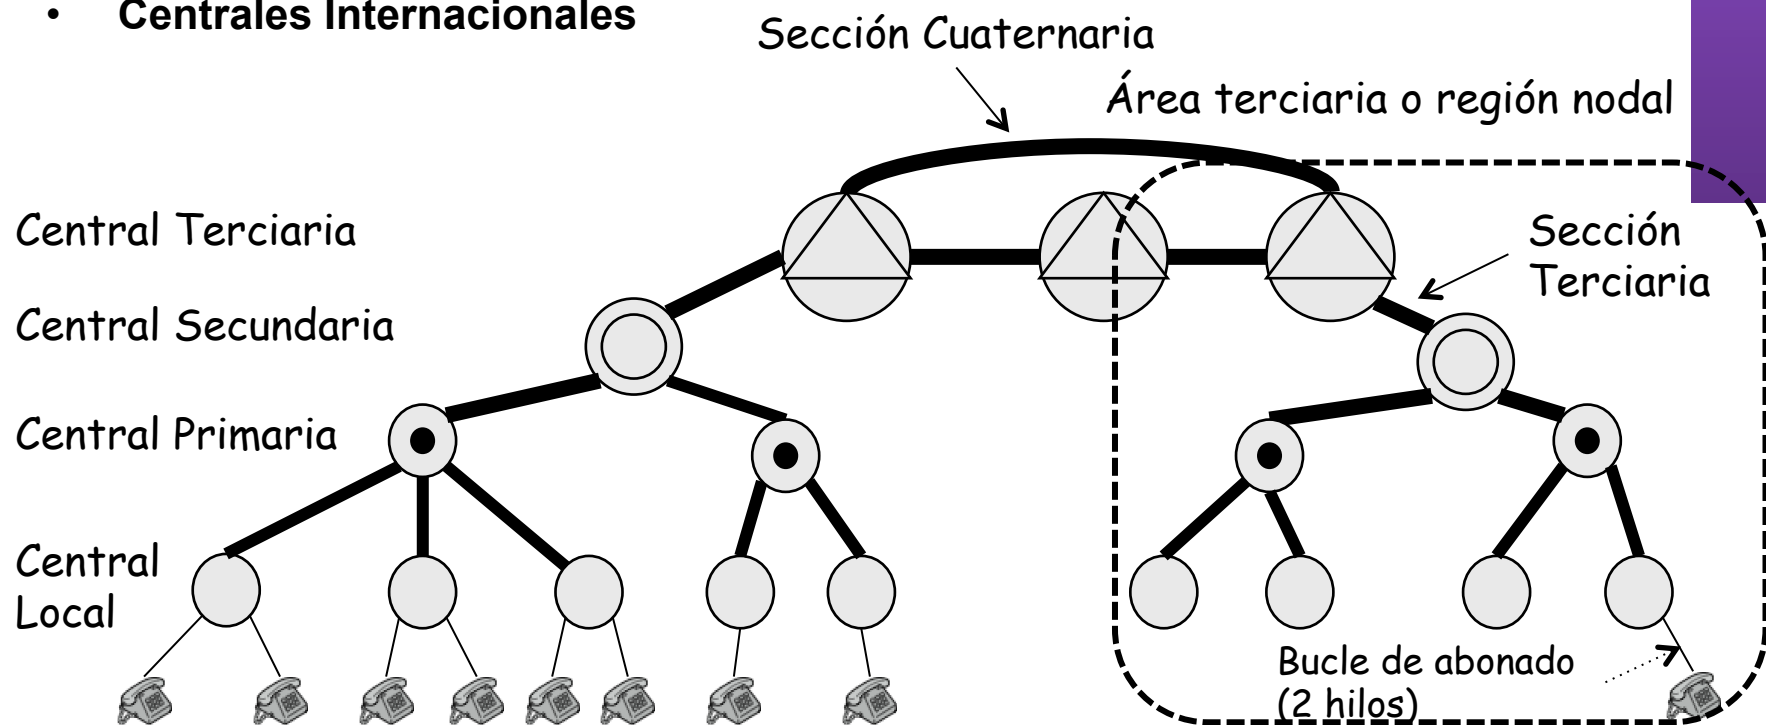 • Centrales Internacionales
Sección Cuaternaria
Área terciaria o región nodal
Central Terciaria
Sección
Terciaria
Central Secundaria
Central Primaria
Central
Local
Bucle de abonado
(2 hilos)